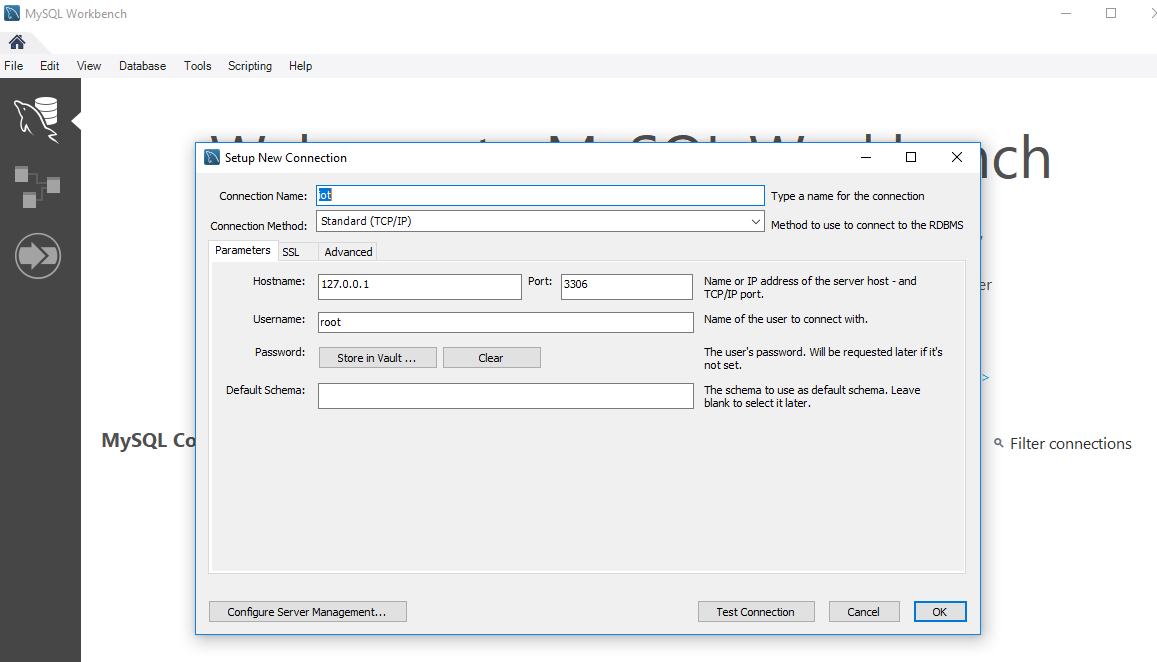 MySQL Workbench
File Edit View Database Tools Scripting Help
Setup New Connection
Connection Name: iot Type a name for the connection
Connection Method: Standard (TCP/IP) Method to use to connect to the RDBMS
Parameters SSL Advanced
Hostname: 127.0.0.1 Port: 3306 Name or IP address of the server host - and
TCP/IP port.
Username: root Name of the user to connect with.
Password: Store in Vault ... Clear The user's password. Will be requested later if it's
not set.
Default Schema: The schema to use as default schema. Leave
blank to select it later.
MySQL Co
Filter connections
Configure Server Management... Test Connection Cancel OK